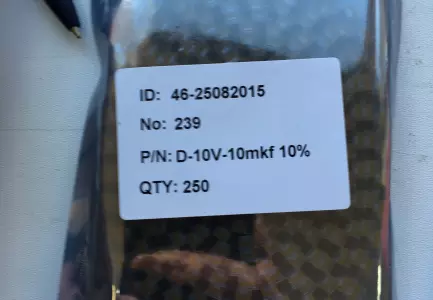 ID: 46-25082015
No: 239
P/N: D-10V-10mkf 10%
QTY: 250